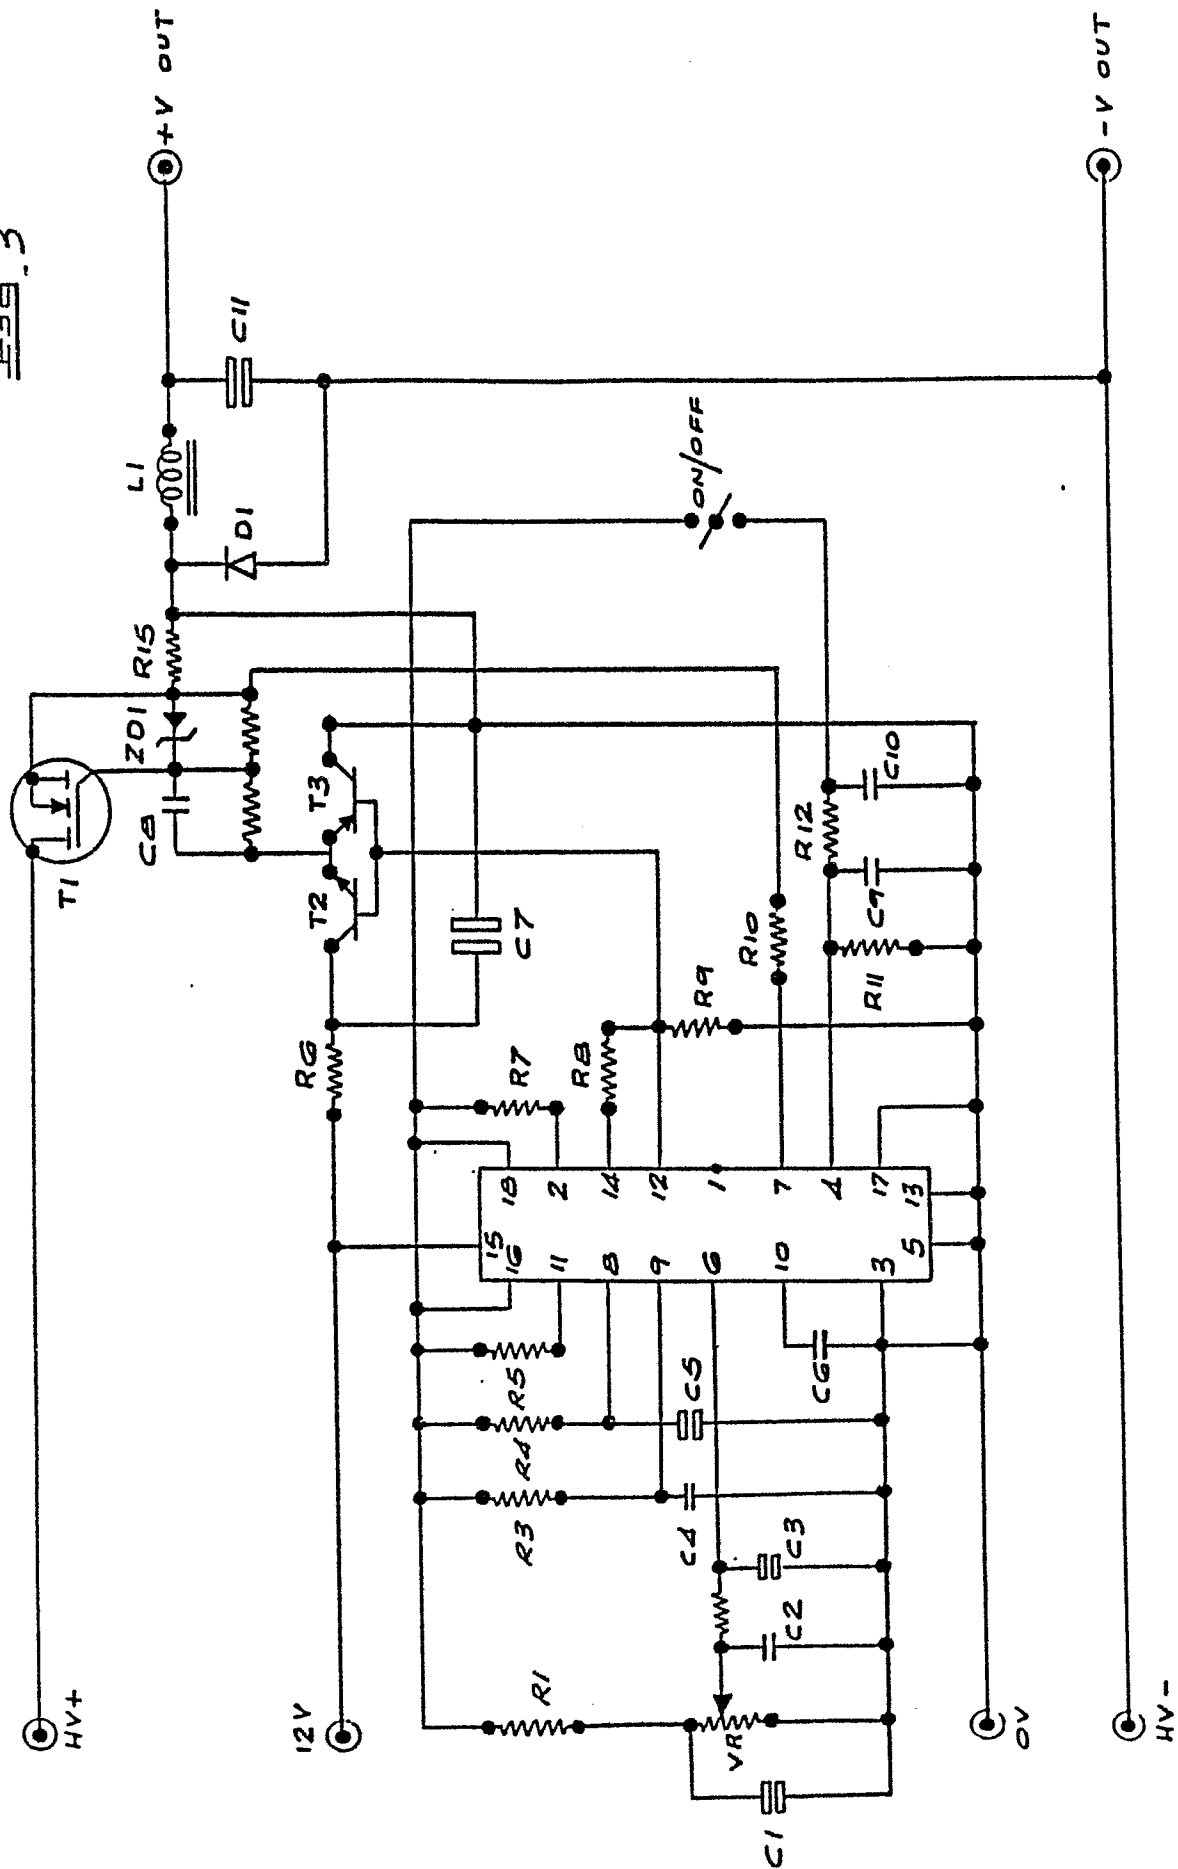 FIG. 3
+V OUT
-V OUT
HV+
12V
0V
HV-
T1
C8
ZD1
R15
L1
C11
D1
ON/OFF
T2
T3
C7
R6
R7
R8
R9
R10
R12
C10
C9
R11
18
2
14
12
1
7
4
17
13
5
15
16
11
8
9
6
10
3
R5
R4
R3
C5
C4
C6
C3
C2
R1
VR
C1